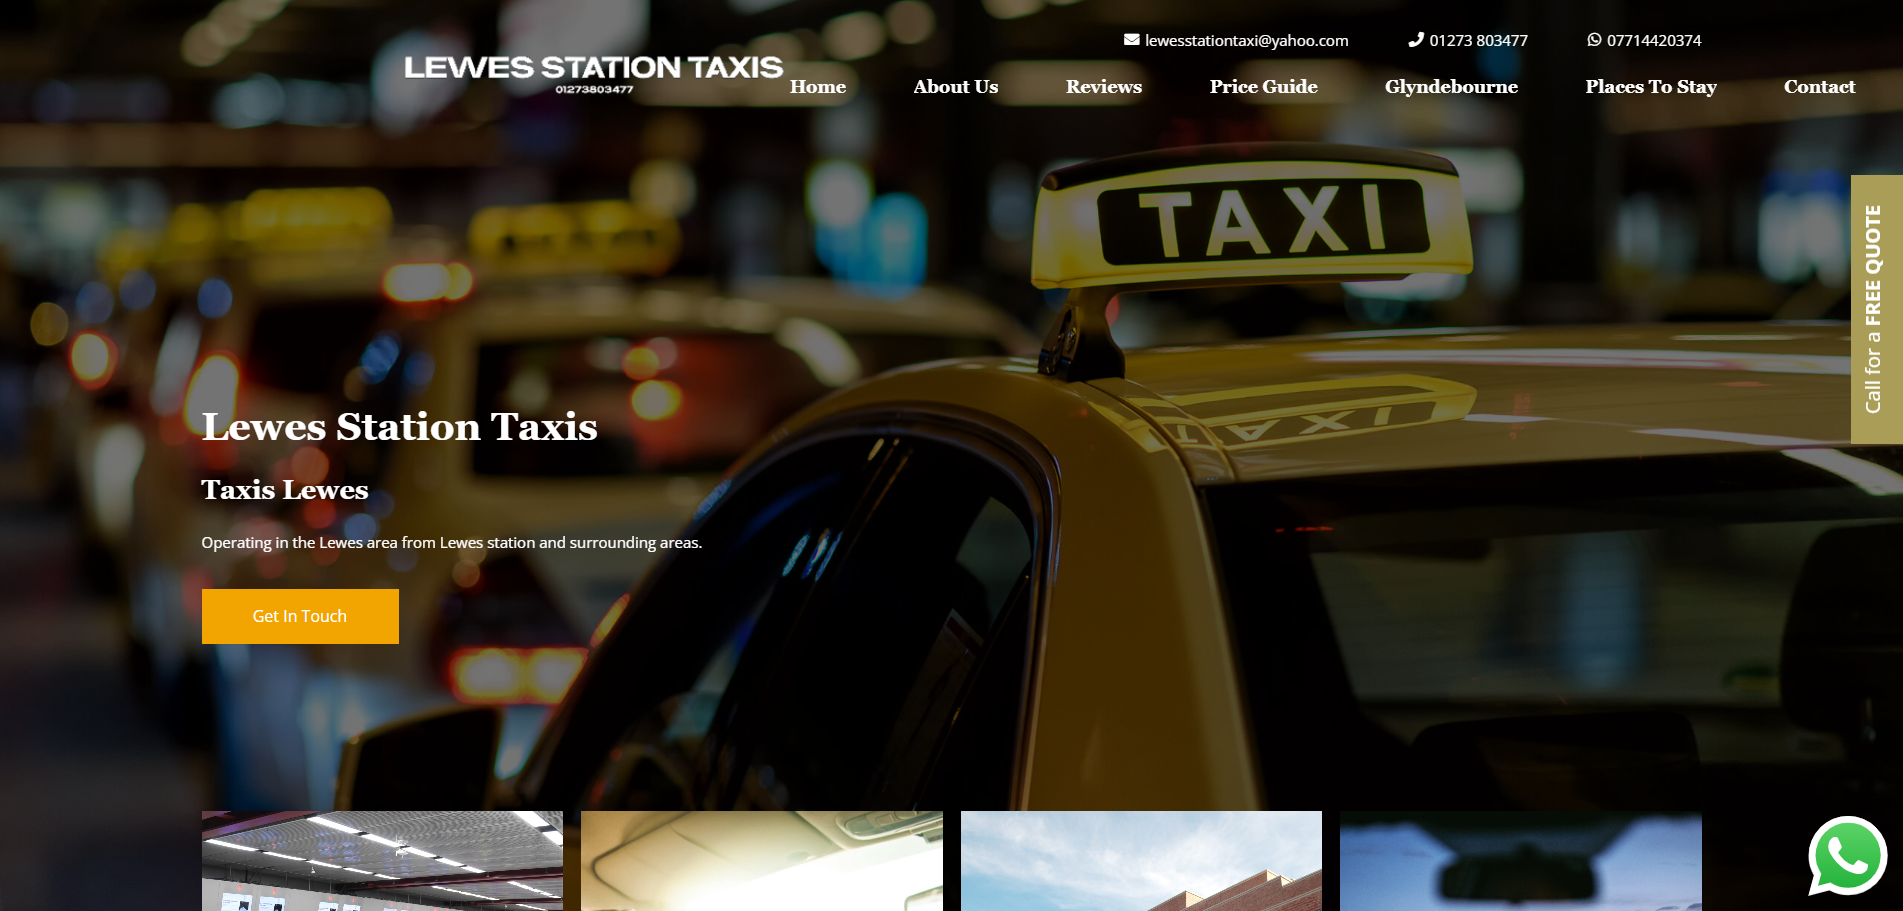 lewesstationtaxi@yahoo.com
01273 803477
07714420374
LEWES STATION TAXIS
01273803477
Home
About Us
Reviews
Price Guide
Glyndebourne
Places To Stay
Contact
TAXI
Call for a FREE QUOTE
Lewes Station Taxis
Taxis Lewes
Operating in the Lewes area from Lewes station and surrounding areas.
Get In Touch